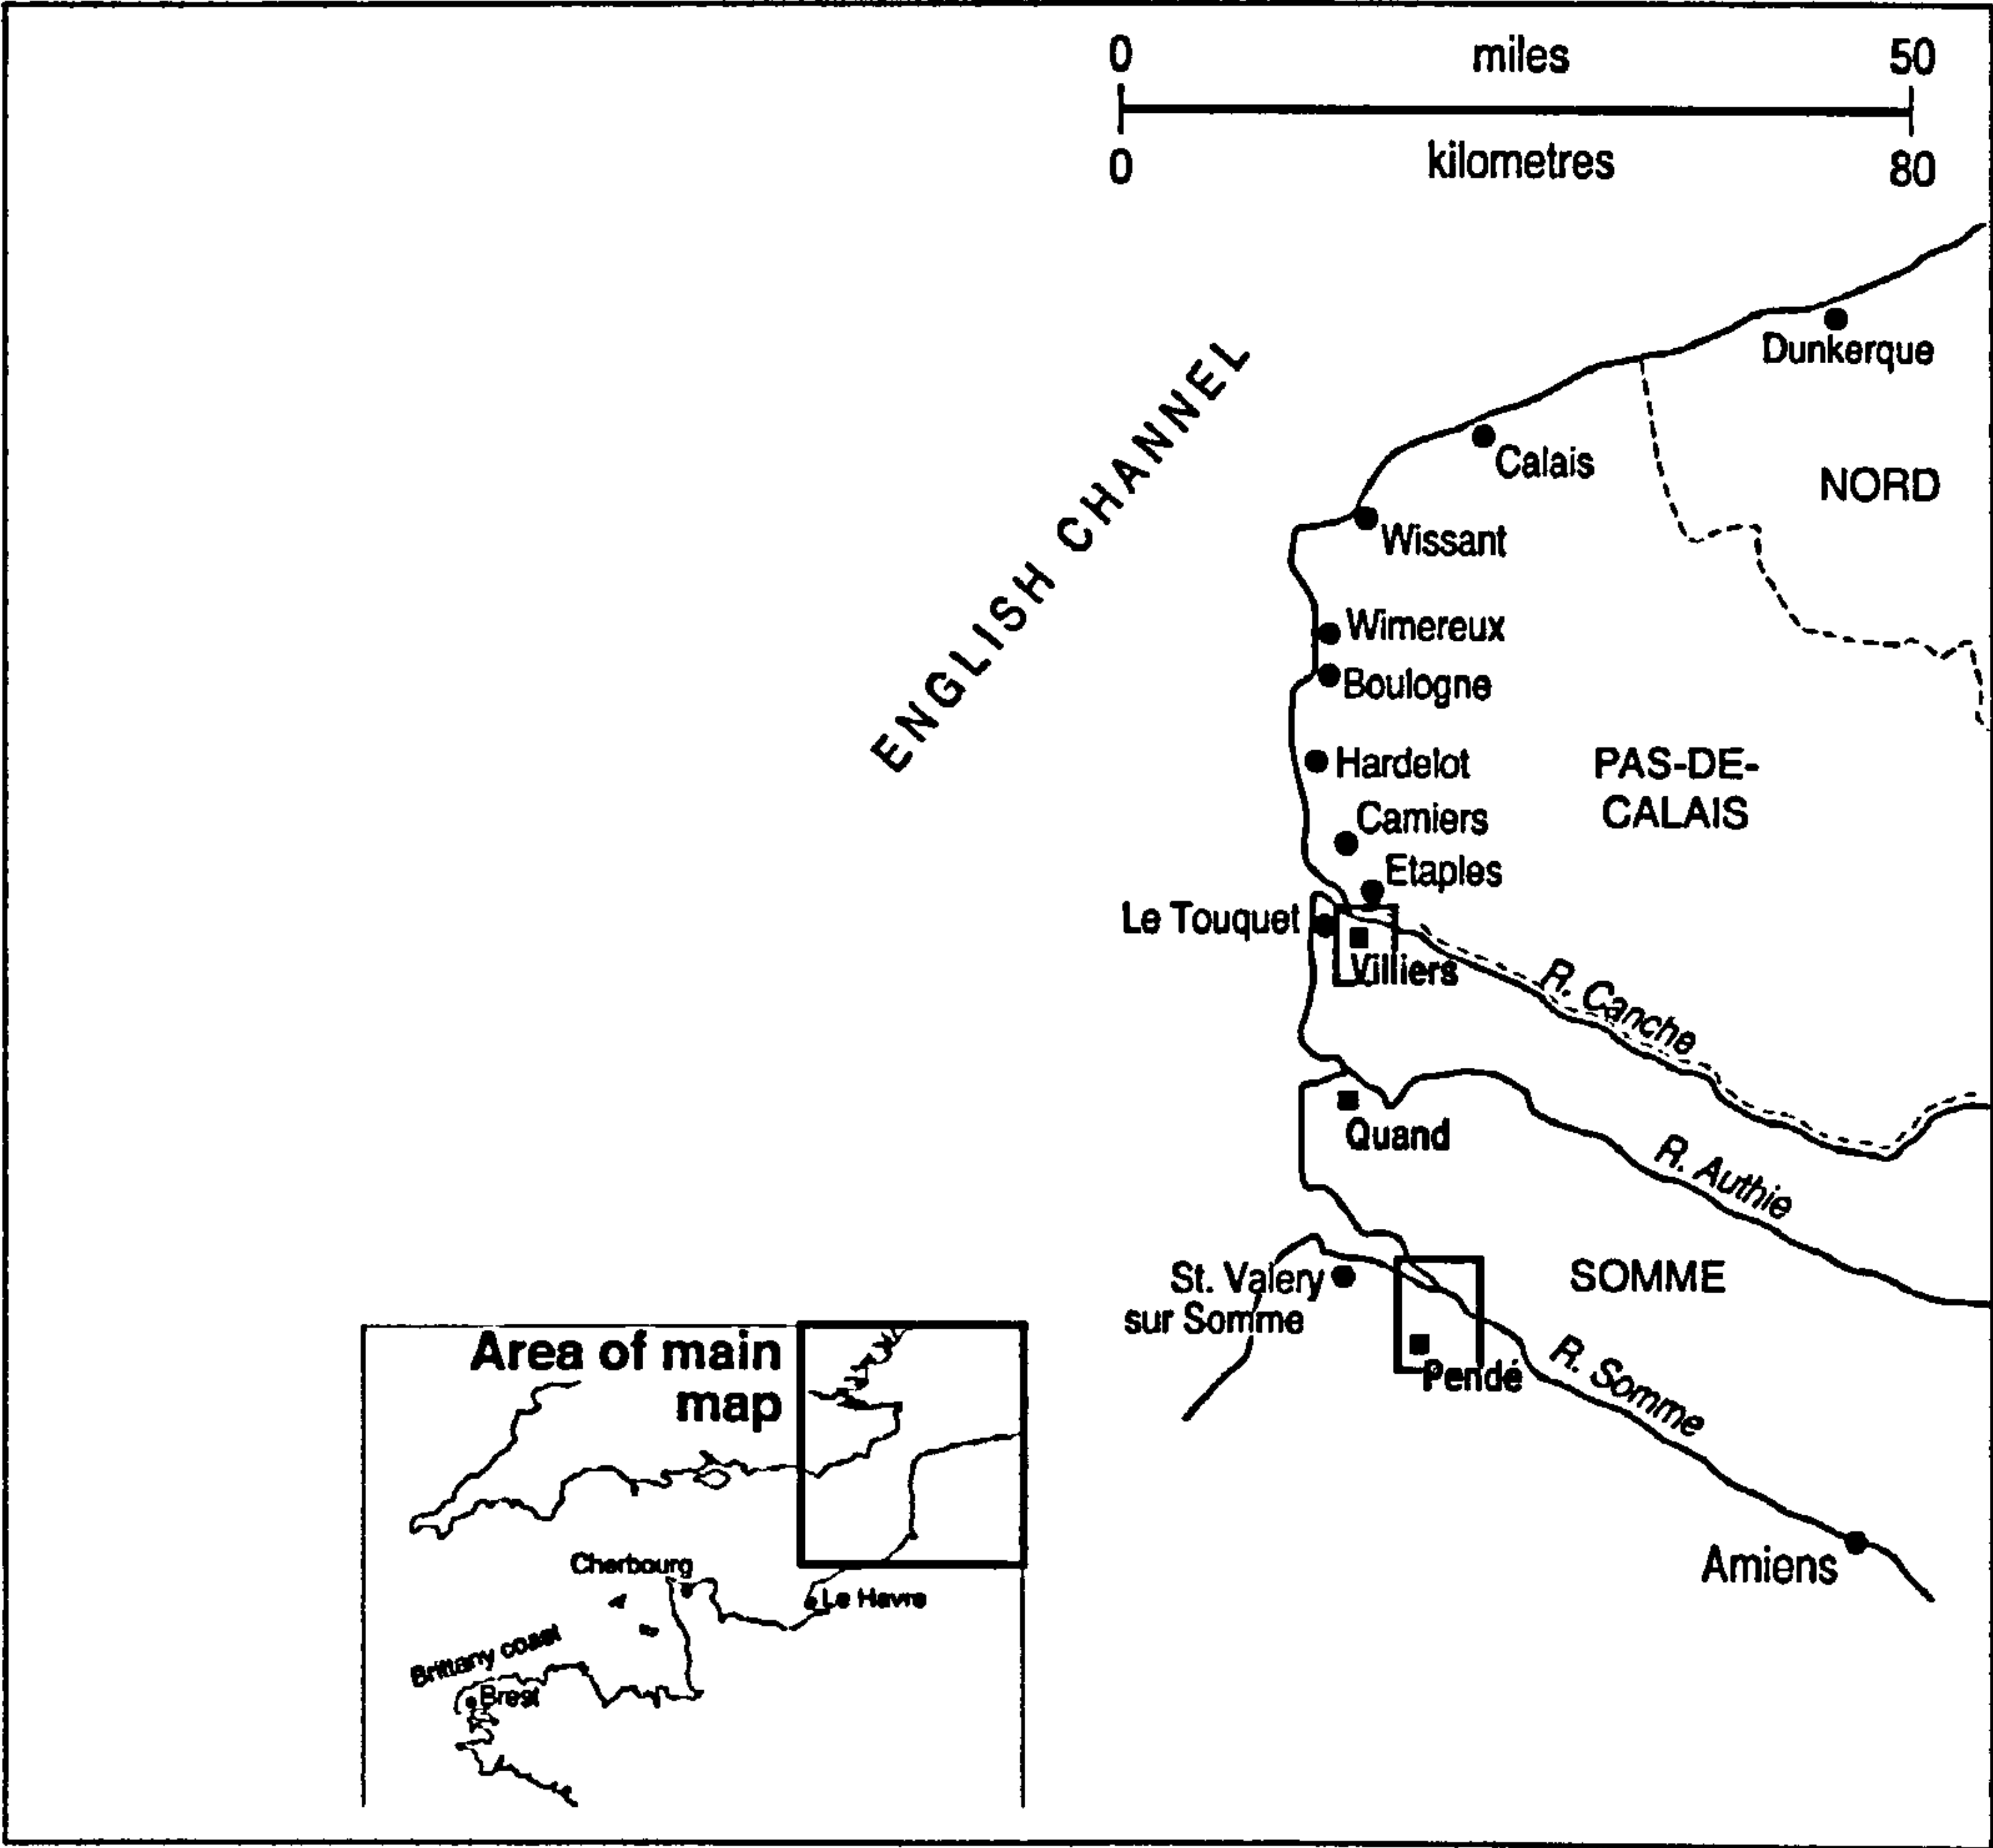 0 miles 50
0 kilometres 80
Dunkerque
Calais
NORD
Wissant
ENGLISH CHANNEL
Wimereux
Boulogne
Hardelot
PAS-DE-
CALAIS
Camiers
Etaples
Le Touquet
Villiers
R. Canche
Quand
R. Authie
St. Valery
sur Somme
SOMME
Pendé
R. Somme
Amiens
Area of main
map
Cherbourg
Le Havre
Brittany coast
Brest